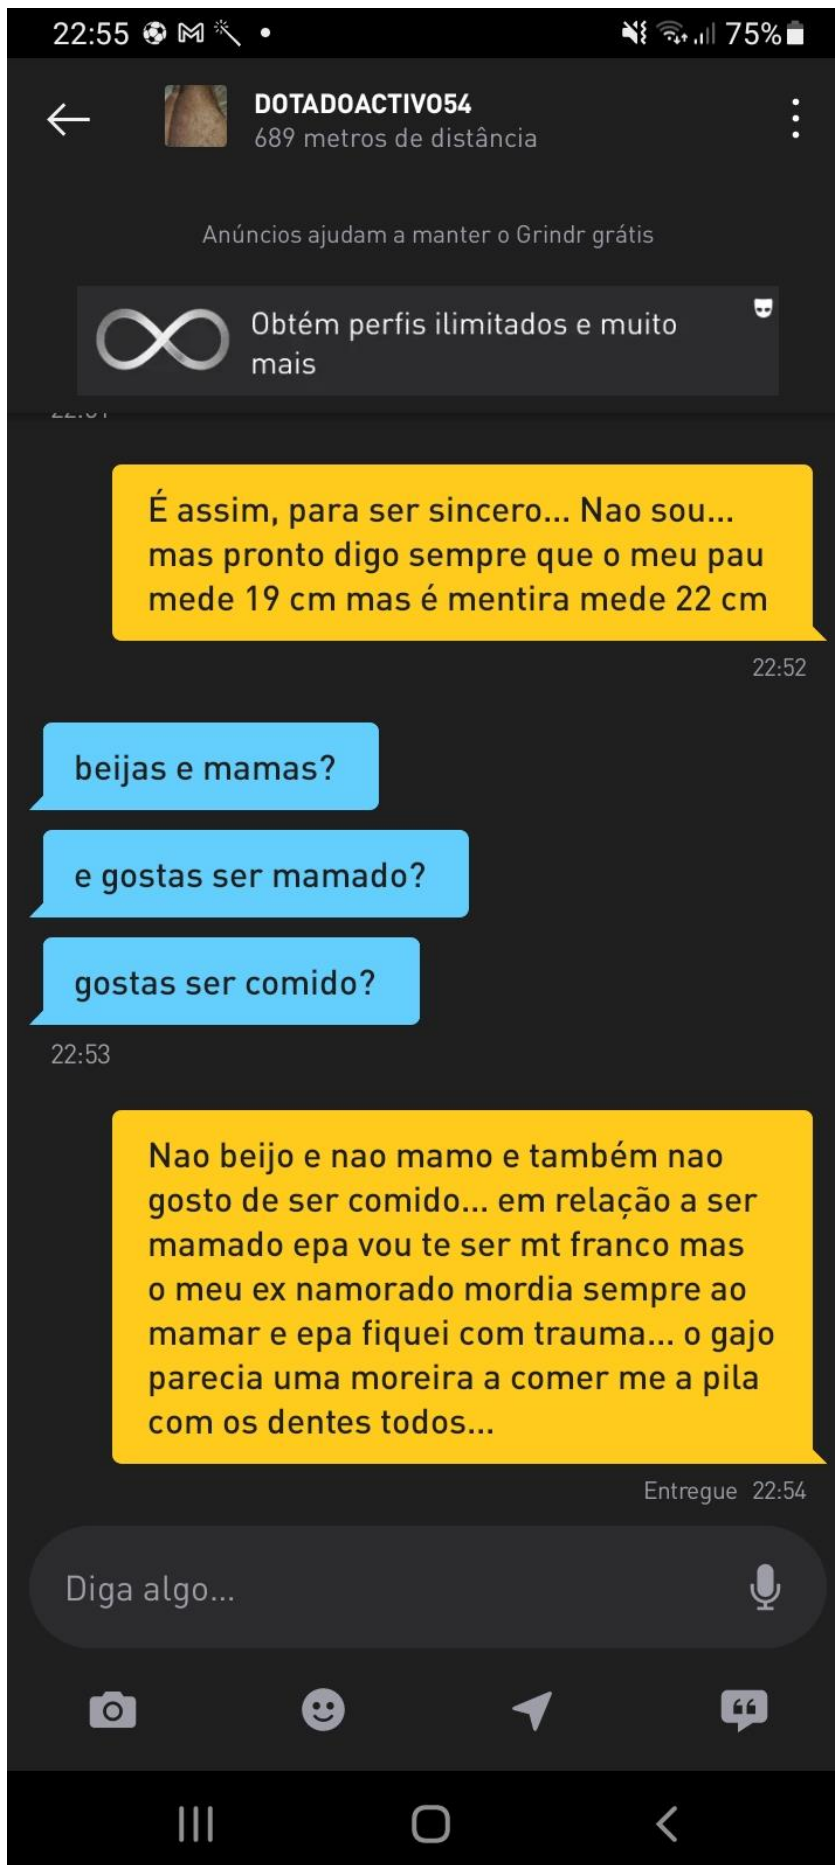 22:55
75%
DOTADOACTIVO54
689 metros de distância
Anúncios ajudam a manter o Grindr grátis
Obtém perfis ilimitados e muito
mais
É assim, para ser sincero... Nao sou...
mas pronto digo sempre que o meu pau
mede 19 cm mas é mentira mede 22 cm
22:52
beijas e mamas?
e gostas ser mamado?
gostas ser comido?
22:53
Nao beijo e nao mamo e também nao
gosto de ser comido... em relação a ser
mamado epa vou te ser mt franco mas
o meu ex namorado mordia sempre ao
mamar e epa fiquei com trauma... o gajo
parecia uma moreira a comer me a pila
com os dentes todos...
Entregue 22:54
Diga algo...